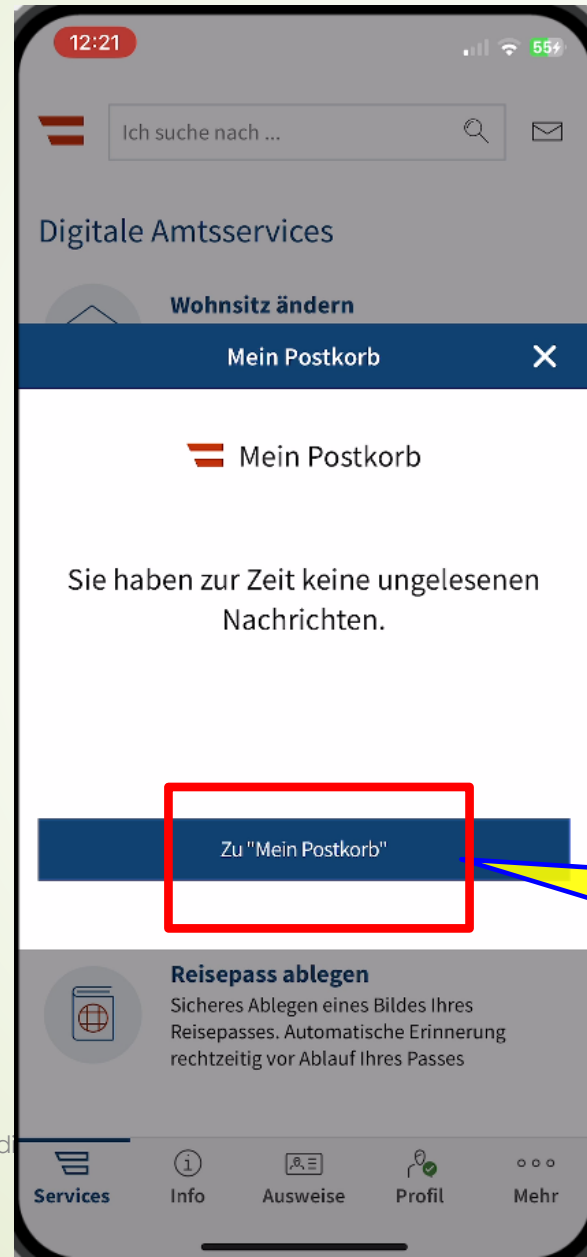 12:21
55
Ich suche nach ...
Digitale Amtsservices
Wohnsitz ändern
Mein Postkorb
Mein Postkorb
Sie haben zur Zeit keine ungelesenen
Nachrichten.
Zu "Mein Postkorb"
Reisepass ablegen
Sicheres Ablegen eines Bildes Ihres
Reisepasses. Automatische Erinnerung
rechtzeitig vor Ablauf Ihres Passes
Services Info Ausweise Profil Mehr